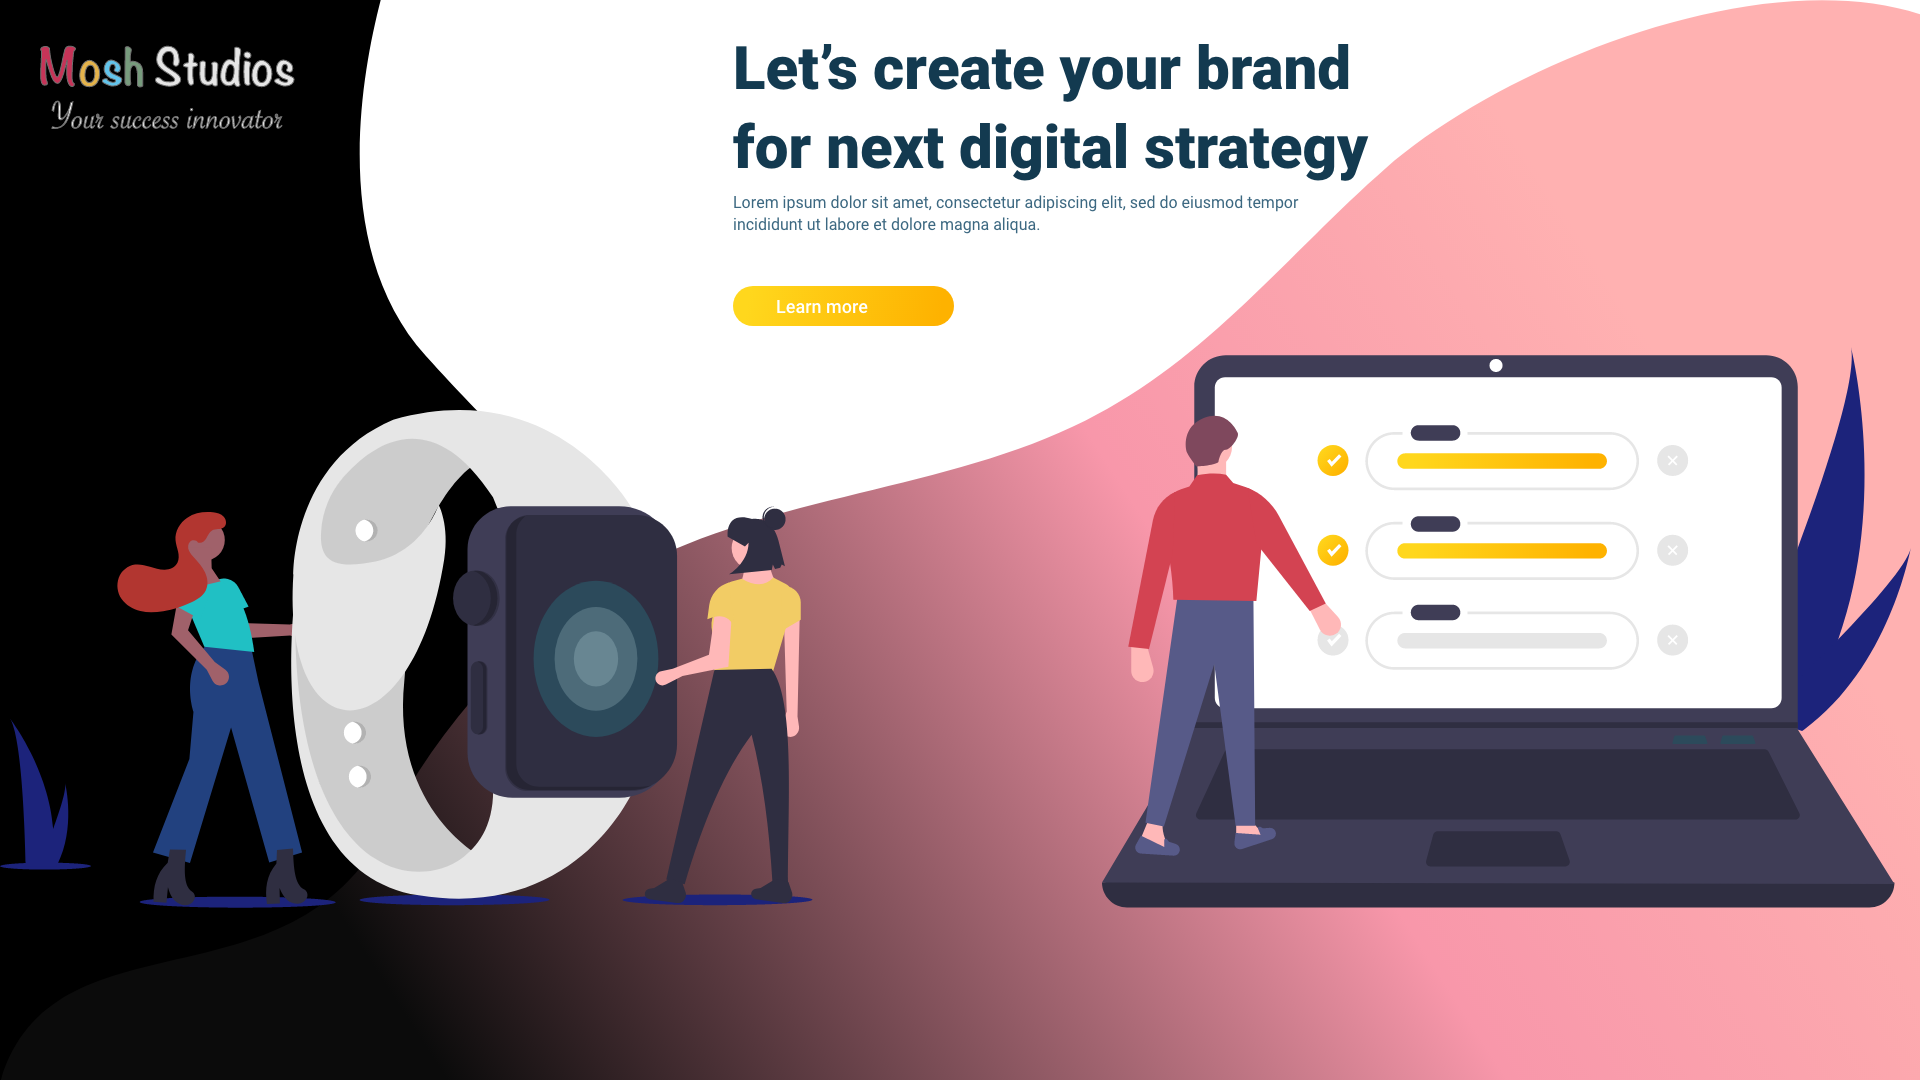 Mosh Studios
Your success innovator
Let’s create your brand
for next digital strategy
Lorem ipsum dolor sit amet, consectetur adipiscing elit, sed do eiusmod tempor
incididunt ut labore et dolore magna aliqua.
Learn more